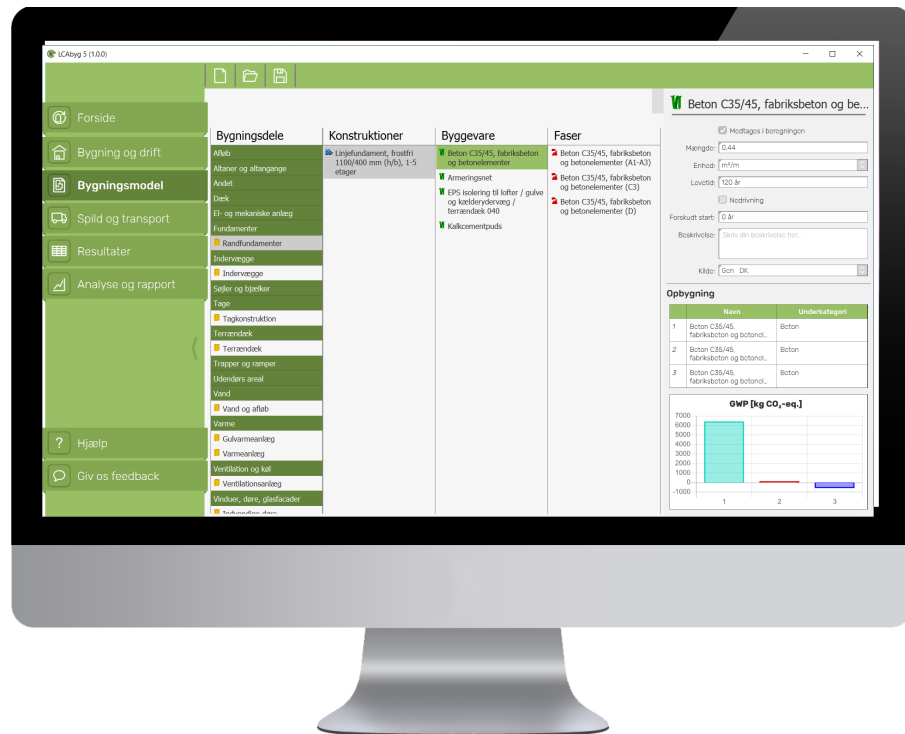 LCAbyg 5 (1.0.0)
Forside
Bygning og drift
Bygningsmodel
Spild og transport
Resultater
Analyse og rapport
Hjælp
Giv os feedback
Bygningsdele
Afløb
Altaner og altangange
Andet
Dæk
El- og mekaniske anlæg
Fundamenter
Randfundamenter
Indervægge
Indervægge
Søjler og bjælker
Tage
Tagkonstruktion
Terrændæk
Terrændæk
Trapper og ramper
Udendørs areal
Vand
Vand og afløb
Varme
Gulvarmeanlæg
Varmeanlæg
Ventilation og køl
Ventilationsanlæg
Vinduer, døre, glasfacader
Indvendige døre
Konstruktioner
Linjefundament, frostfri
1100/400 mm (h/b), 1-5
etager
Byggevare
Beton C35/45, fabriksbeton
og betonelementer
Armeringsnet
EPS isolering til lofter / gulve
og kælderydervæg /
terrændæk 040
Kalkcementpuds
Faser
Beton C35/45, fabriksbeton
og betonelementer (A1-A3)
Beton C35/45, fabriksbeton
og betonelementer (C3)
Beton C35/45, fabriksbeton
og betonelementer (D)
Beton C35/45, fabriksbeton og be...
Medtages i beregningen
Mængde: 0.44
Enhed: m³/m
Levetid: 120 år
Nedrivning
Forskudt start: 0 år
Beskrivelse: Skriv din beskrivelse her...
Kilde: Gen DK
Opbygning
Navn Underkategori
1 Beton C35/45, Beton
fabriksbeton og betonel...
2 Beton C35/45, Beton
fabriksbeton og betonel...
3 Beton C35/45, Beton
fabriksbeton og betonel...
GWP [kg CO₂-eq.]
7000
6000
5000
4000
3000
2000
1000
0
-1000
1 2 3